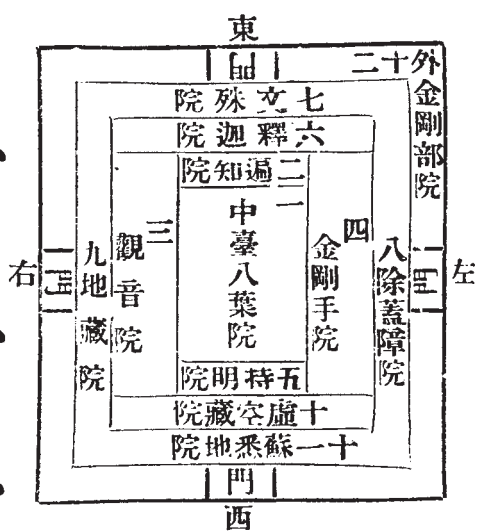 東
門
外金剛部院
十二
七文殊院
六釋迦院
二遍知院
一中臺八葉院
三觀音院
四金剛手院
九地藏院
八除蓋障院
右
門
左
門
五持明院
十虛空藏院
十一蘇悉地院
門
西